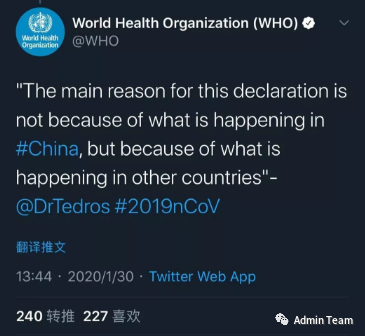 World Health Organization (WHO)
@WHO
World Health
Organization
"The main reason for this declaration is
not because of what is happening in
#China, but because of what is
happening in other countries"-
@DrTedros #2019nCoV
翻译推文
13:44 · 2020/1/30 · Twitter Web App
240 转推 227 喜欢
Admin Team